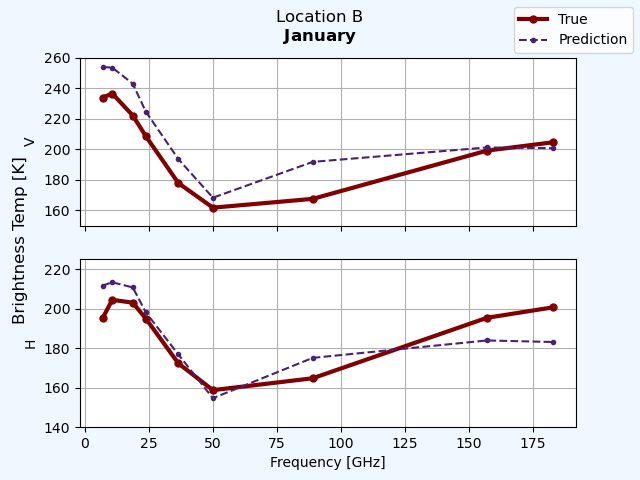 Location B
January
True
Prediction
260
240
220
200
180
160
V
220
200
180
160
140
H
Brightness Temp [K]
0 25 50 75 100 125 150 175
Frequency [GHz]